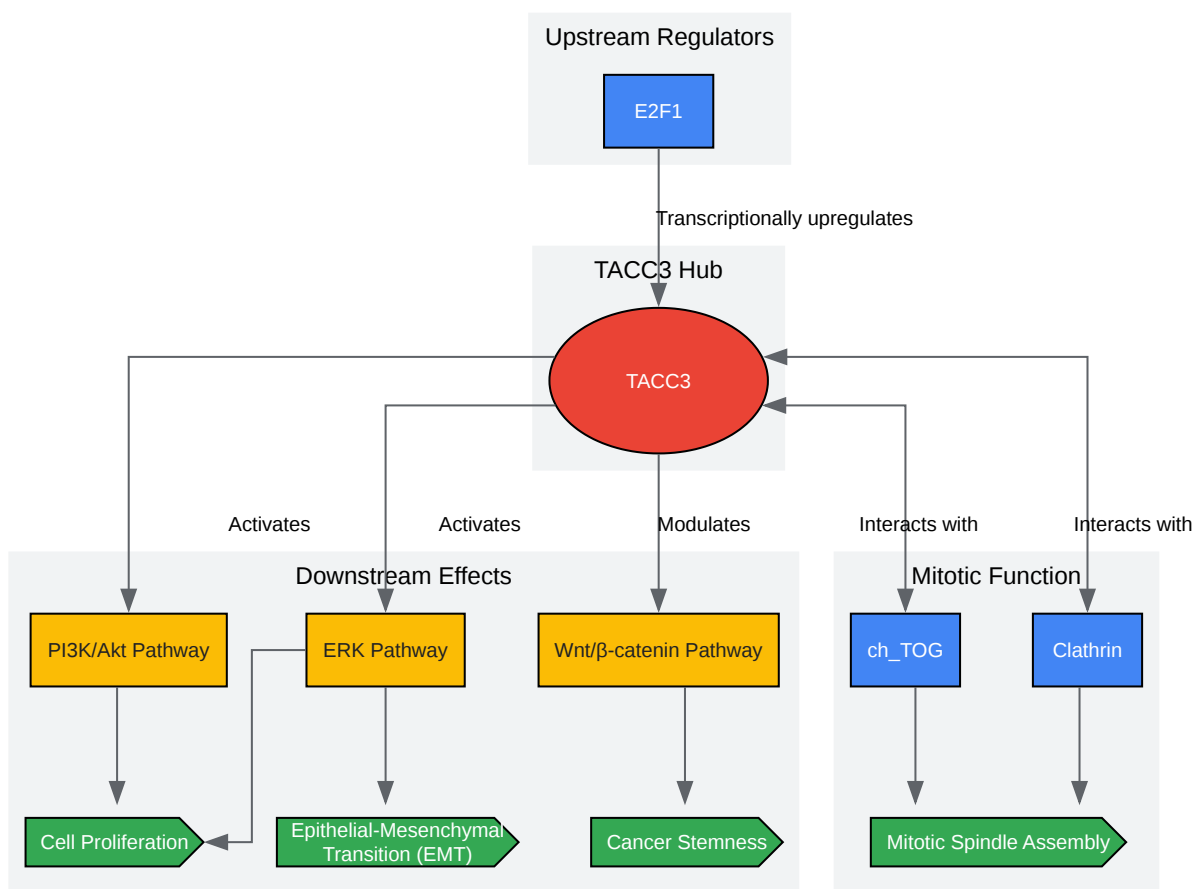 Upstream Regulators
E2F1
Transcriptionally upregulates
TACC3 Hub
TACC3
Activates
Activates
Modulates
Interacts with
Interacts with
Downstream Effects
Mitotic Function
PI3K/Akt Pathway
ERK Pathway
Wnt/β-catenin Pathway
ch_TOG
Clathrin
Cell Proliferation
Epithelial-Mesenchymal
Transition (EMT)
Cancer Stemness
Mitotic Spindle Assembly